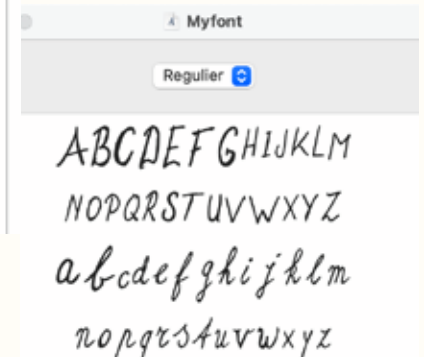 Myfont
Regulier
ABCDEFGHIJKLM
NOPQRSTUVWXYZ
abcdefghijklm
nopqrstuvwxyz